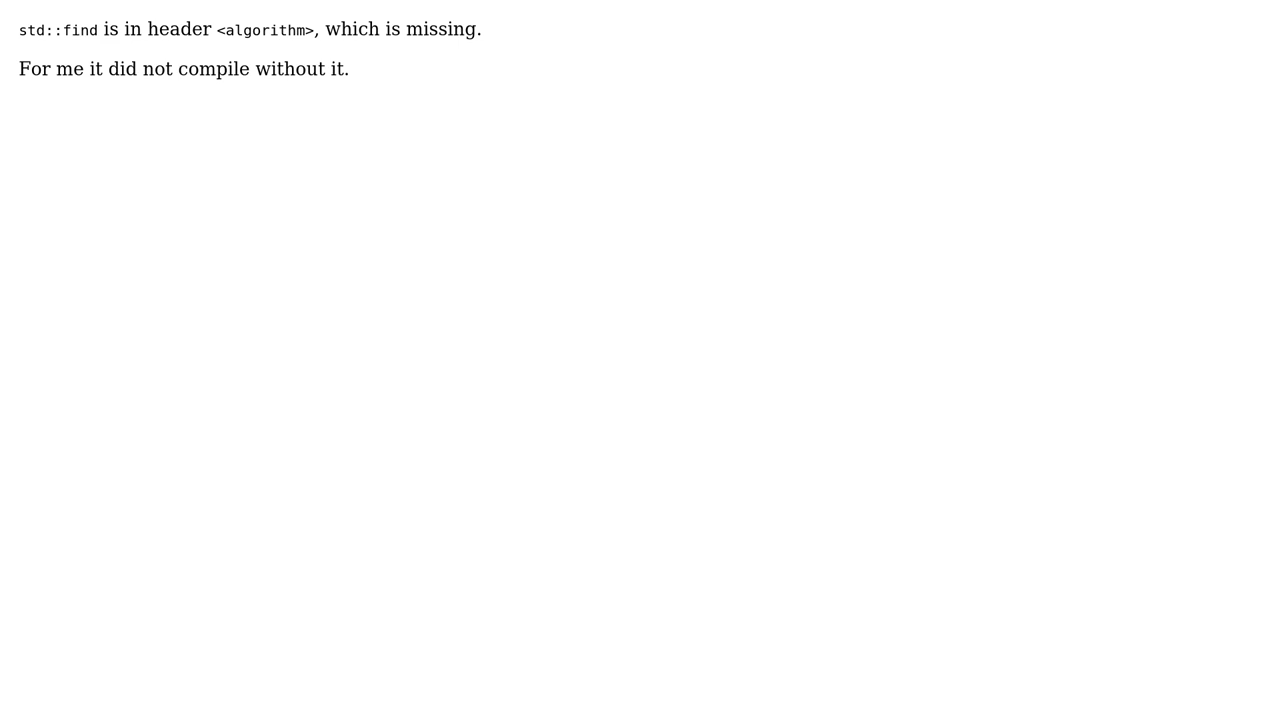 std::find is in header <algorithm>, which is missing.
For me it did not compile without it.